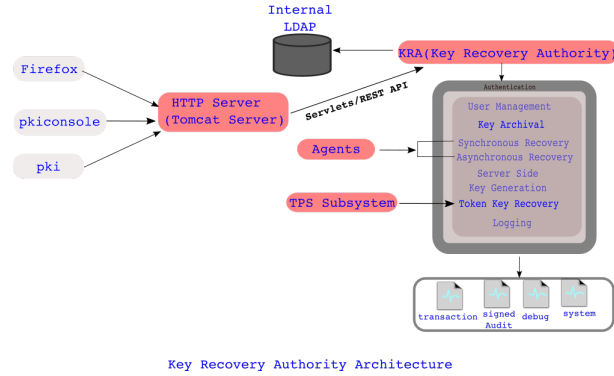 Internal
LDAP
KRA(Key Recovery Authority)
Firefox
HTTP Server
(Tomcat Server)
Servlets/REST API
pkiconsole
pki
Authentication
User Management
Key Archival
Agents
Synchronous Recovery
Asynchronous Recovery
Server Side
Key Generation
TPS Subsystem
Token Key Recovery
Logging
transaction
signed
Audit
debug
system
Key Recovery Authority Architecture